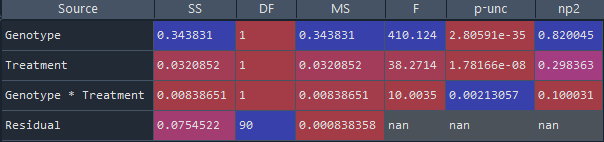 Source SS DF MS F p-unc np2
Genotype 0.343831 1 0.343831 410.124 2.80591e-35 0.820045
Treatment 0.0320852 1 0.0320852 38.2714 1.78166e-08 0.298363
Genotype * Treatment 0.00838651 1 0.00838651 10.0035 0.00213057 0.100031
Residual 0.0754522 90 0.000838358 nan nan nan